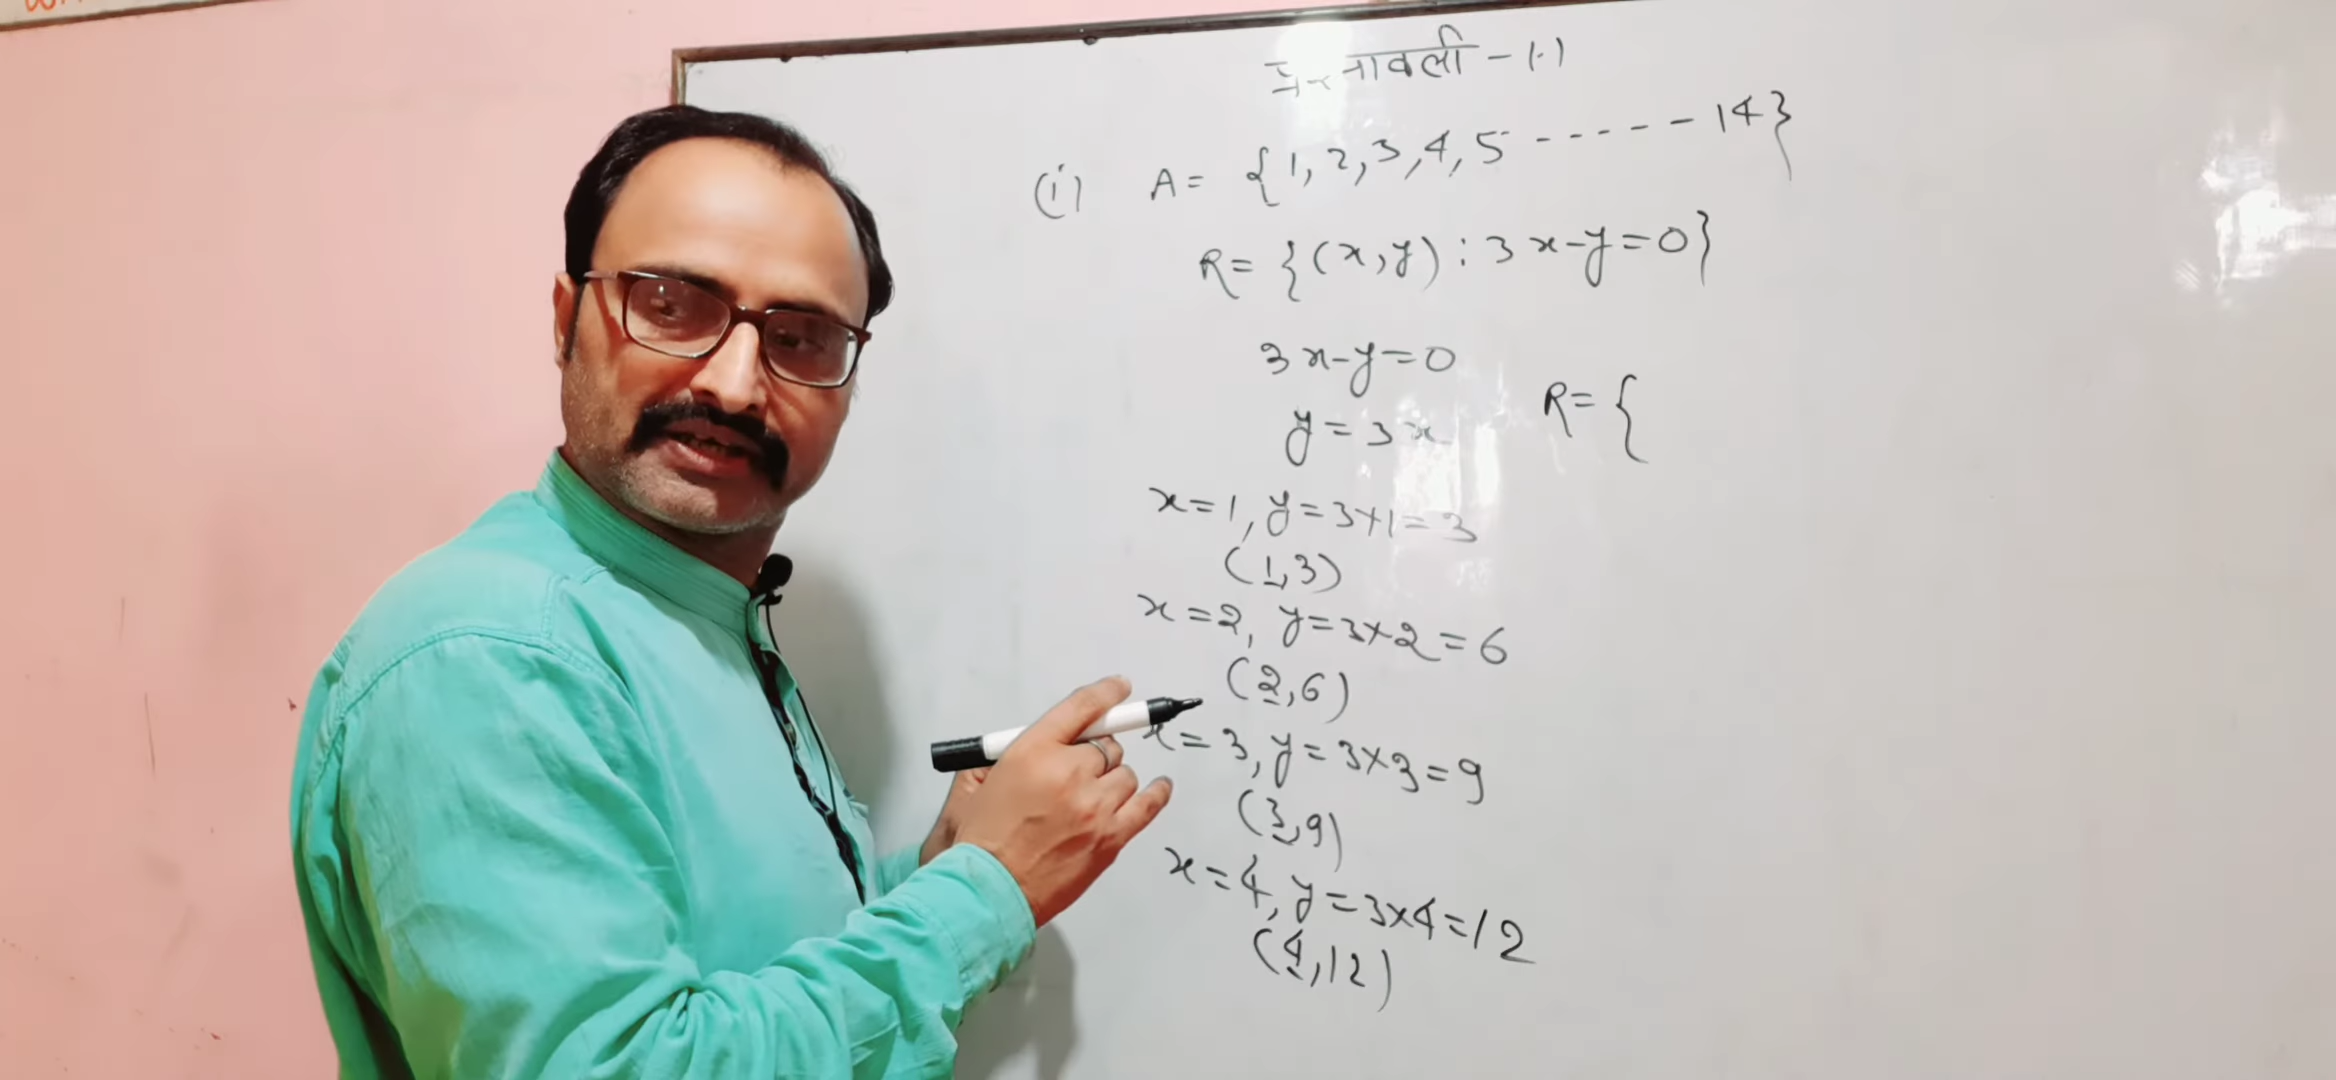 प्रश्नावली - 1.1
(i) A = {1, 2, 3, 4, 5 - - - - - - 14}
R = {(x, y) : 3x-y=0}
3x-y=0
y = 3x
R = {
x=1, y=3×1=3
(1,3)
x=2, y=3×2=6
(2,6)
x=3, y=3×3=9
(3,9)
x=4, y=3×4=12
(4,12)